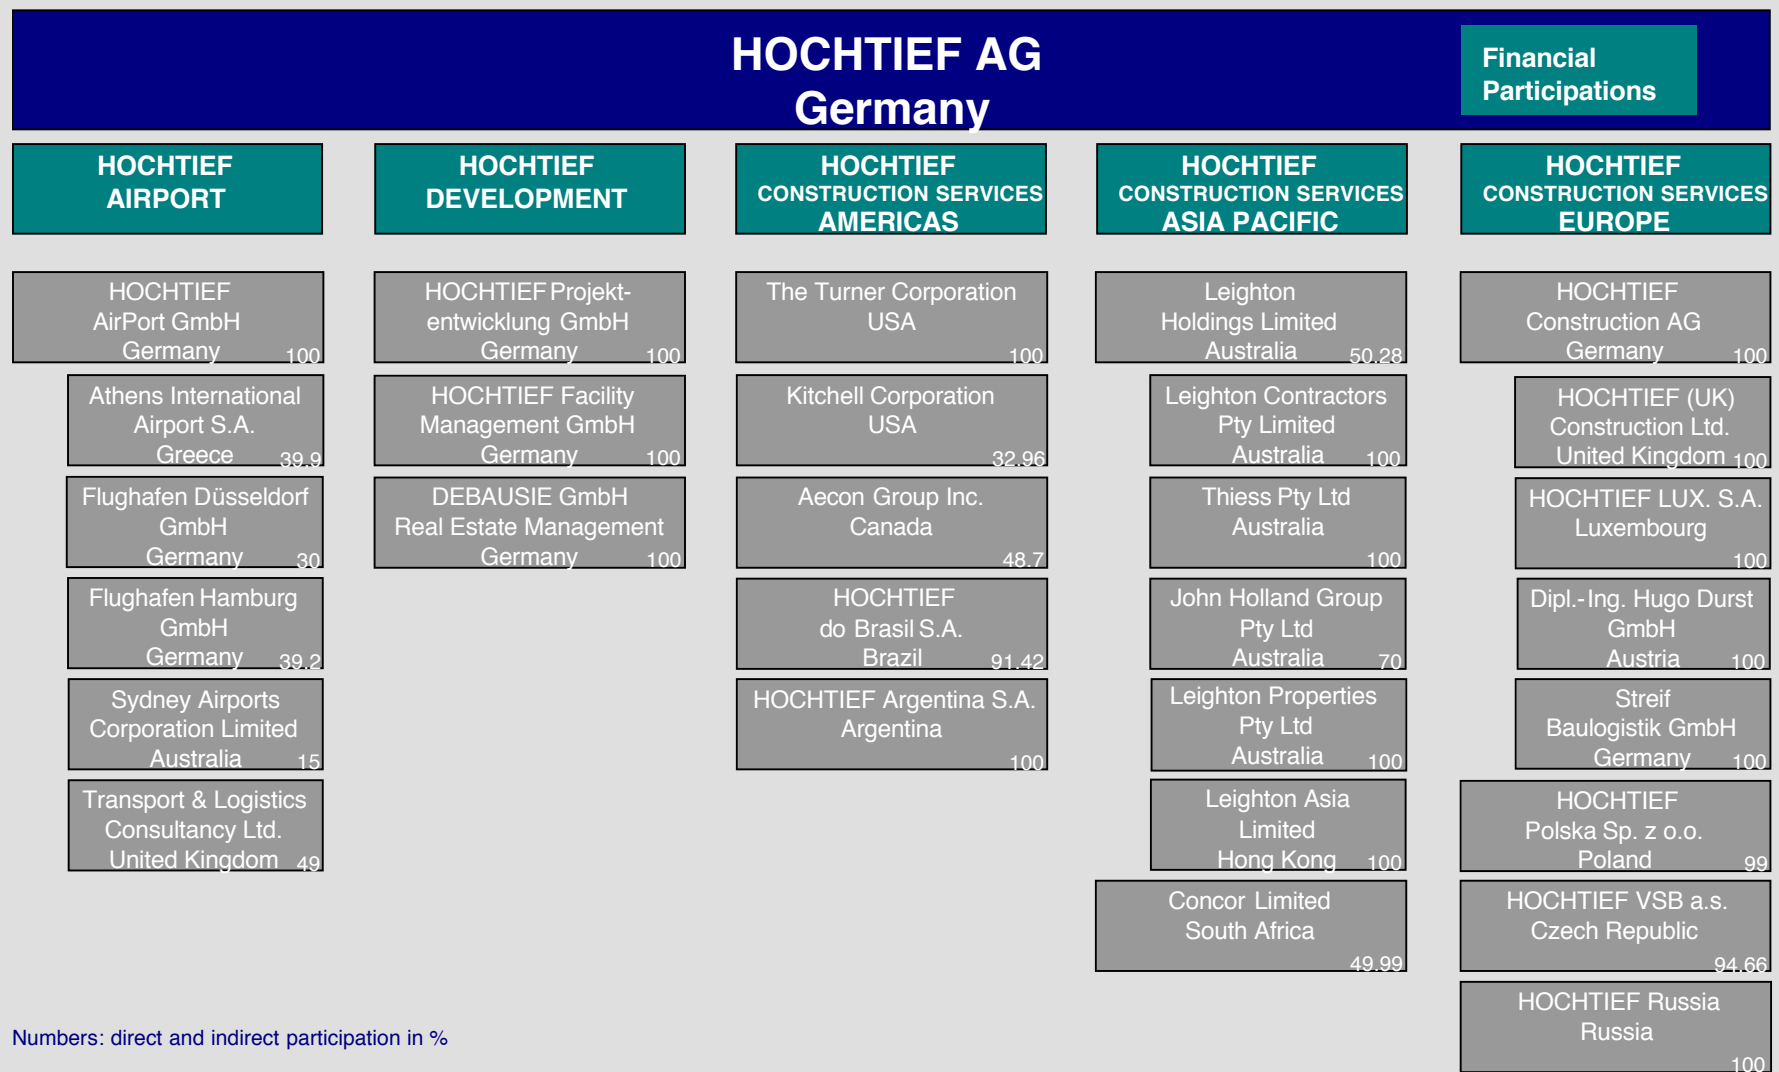 HOCHTIEF AG
Germany
Financial
Participations
HOCHTIEF
AIRPORT
HOCHTIEF
AirPort GmbH
Germany 100
Athens International
Airport S.A.
Greece 39.9
Flughafen Düsseldorf
GmbH
Germany 30
Flughafen Hamburg
GmbH
Germany 39.2
Sydney Airports
Corporation Limited
Australia 15
Transport & Logistics
Consultancy Ltd.
United Kingdom 49
HOCHTIEF
DEVELOPMENT
HOCHTIEF Projekt-
entwicklung GmbH
Germany 100
HOCHTIEF Facility
Management GmbH
Germany 100
DEBAUSIE GmbH
Real Estate Management
Germany 100
HOCHTIEF
CONSTRUCTION SERVICES
AMERICAS
The Turner Corporation
USA
100
Kitchell Corporation
USA
32.96
Aecon Group Inc.
Canada
48.7
HOCHTIEF
do Brasil S.A.
Brazil 91.42
HOCHTIEF Argentina S.A.
Argentina
100
HOCHTIEF
CONSTRUCTION SERVICES
ASIA PACIFIC
Leighton
Holdings Limited
Australia 50.28
Leighton Contractors
Pty Limited
Australia 100
Thiess Pty Ltd
Australia
100
John Holland Group
Pty Ltd
Australia 70
Leighton Properties
Pty Ltd
Australia 100
Leighton Asia
Limited
Hong Kong 100
Concor Limited
South Africa
49.99
HOCHTIEF
CONSTRUCTION SERVICES
EUROPE
HOCHTIEF
Construction AG
Germany 100
HOCHTIEF (UK)
Construction Ltd.
United Kingdom 100
HOCHTIEF LUX. S.A.
Luxembourg
100
Dipl.-Ing. Hugo Durst
GmbH
Austria 100
Streif
Baulogistik GmbH
Germany 100
HOCHTIEF
Polska Sp. z o.o.
Poland 99
HOCHTIEF VSB a.s.
Czech Republic
94.66
HOCHTIEF Russia
Russia
100
Numbers: direct and indirect participation in %